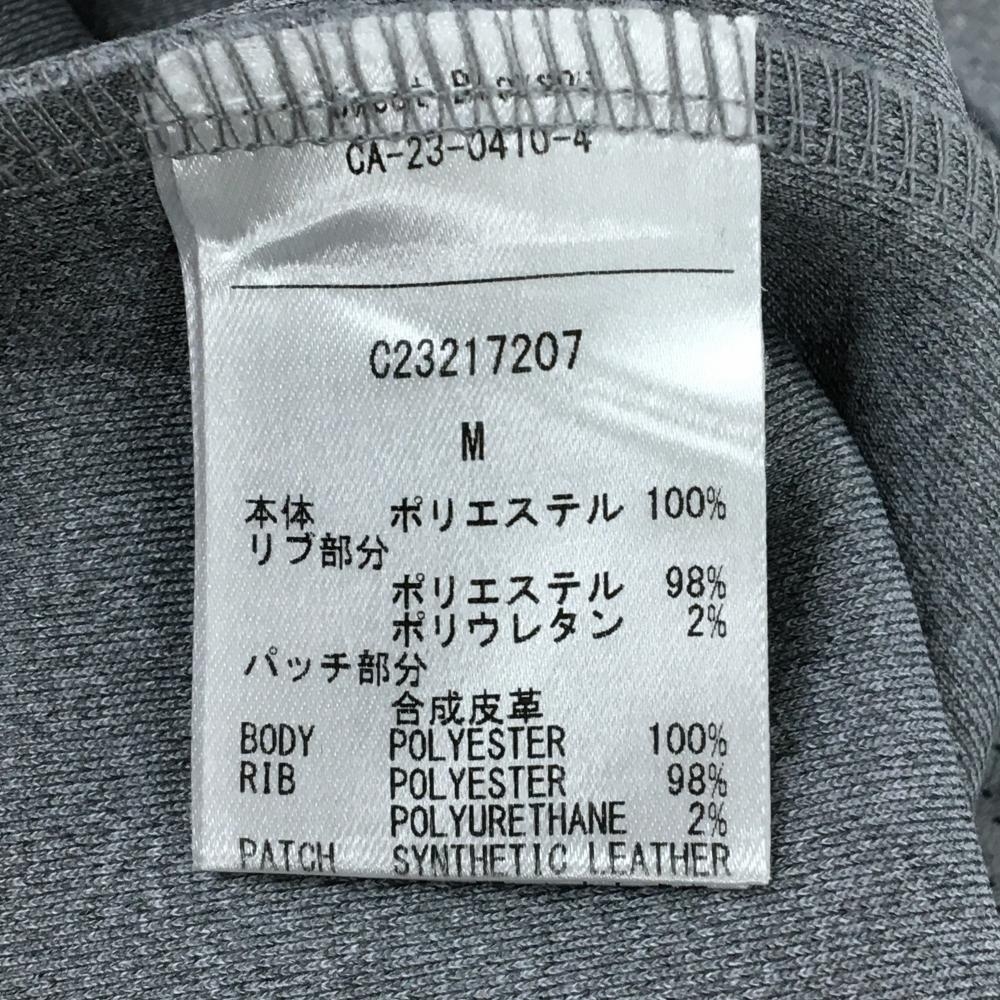 CA-23-0410-4
C23217207
M
本体 ポリエステル 100%
リブ部分
ポリエステル 98%
ポリウレタン 2%
パッチ部分
合成皮革
BODY POLYESTER 100%
RIB POLYESTER 98%
POLYURETHANE 2%
PATCH SYNTHETIC LEATHER